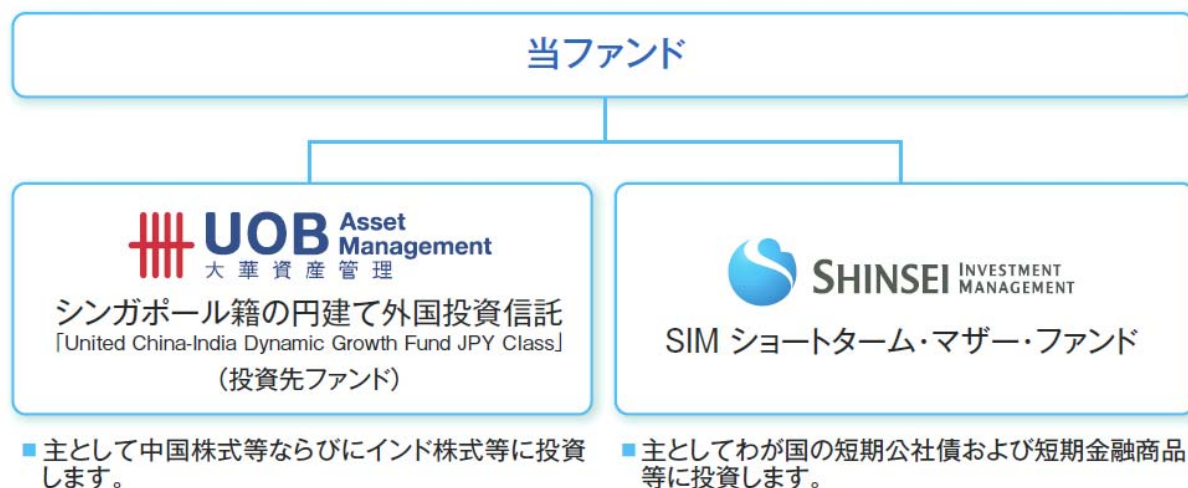 当ファンド
UOB Asset Management
大華資産管理
シンガポール籍の円建て外国投資信託
「United China-India Dynamic Growth Fund JPY Class」
（投資先ファンド）
■ 主として中国株式等ならびにインド株式等に投資
します。
SHINSEI INVESTMENT MANAGEMENT
SIM ショートターム・マザー・ファンド
■ 主としてわが国の短期公社債および短期金融商品
等に投資します。